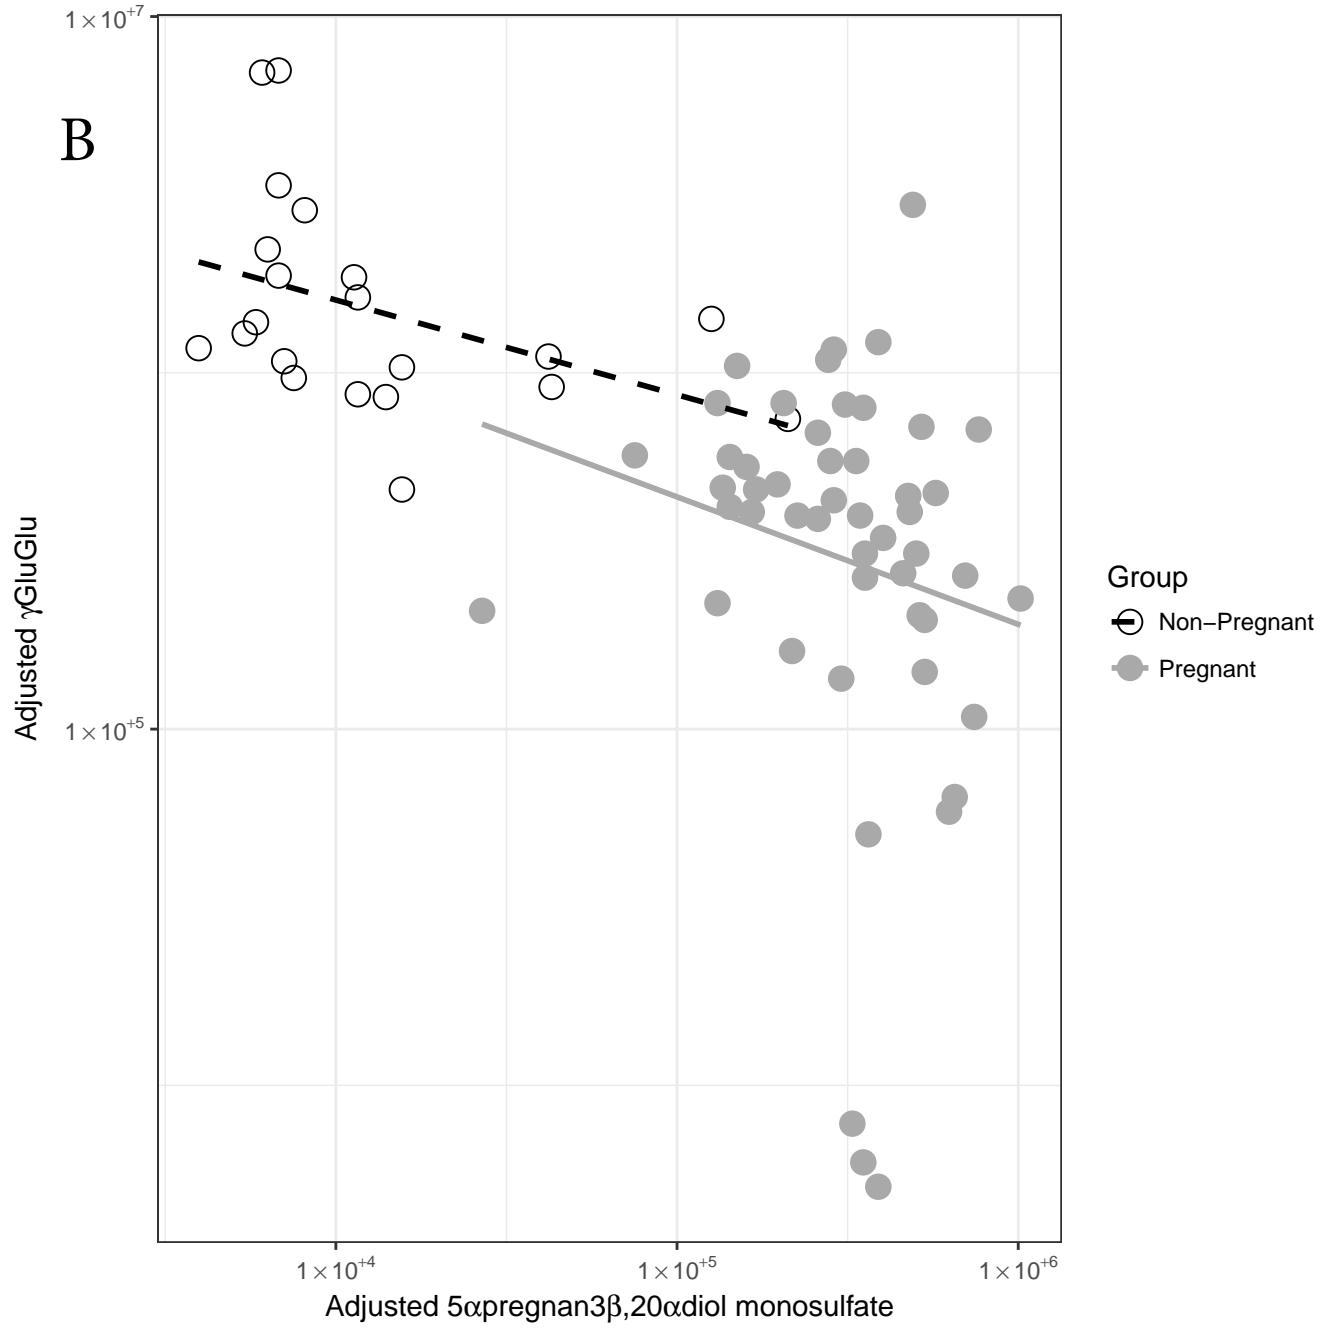 1×10⁺⁷
B
Adjusted γGluGlu
1×10⁺⁵
Group
Non−Pregnant
Pregnant
1×10⁺⁴ 1×10⁺⁵ 1×10⁺⁶
Adjusted 5αpregnan3β,20αdiol monosulfate